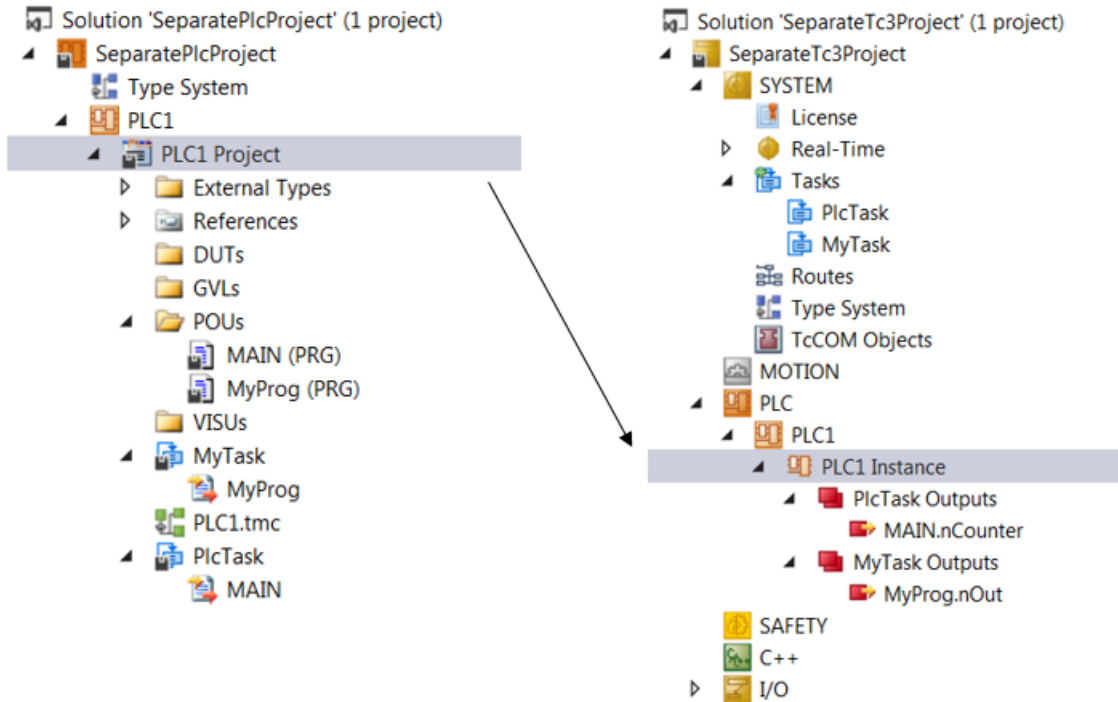 Solution 'SeparatePlcProject' (1 project)
SeparatePlcProject
Type System
PLC1
PLC1 Project
External Types
References
DUTs
GVLs
POUs
MAIN (PRG)
MyProg (PRG)
VISUs
MyTask
MyProg
PLC1.tmc
PlcTask
MAIN
Solution 'SeparateTc3Project' (1 project)
SeparateTc3Project
SYSTEM
License
Real-Time
Tasks
PlcTask
MyTask
Routes
Type System
TcCOM Objects
MOTION
PLC
PLC1
PLC1 Instance
PlcTask Outputs
MAIN.nCounter
MyTask Outputs
MyProg.nOut
SAFETY
C++
I/O